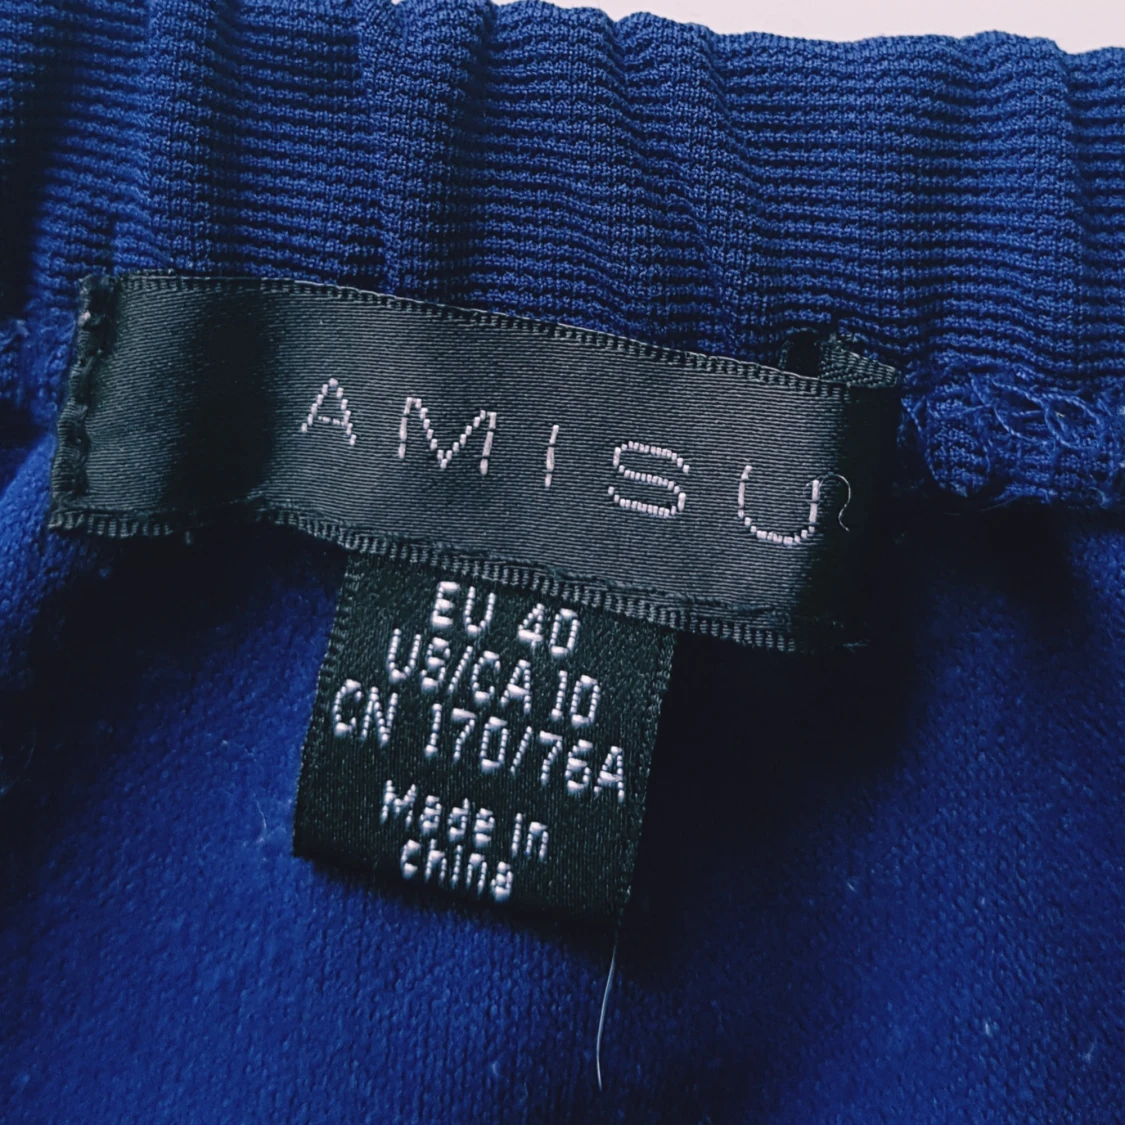 AMISU
EU 40
US/CA 10
CN 170/76A
Made in
china